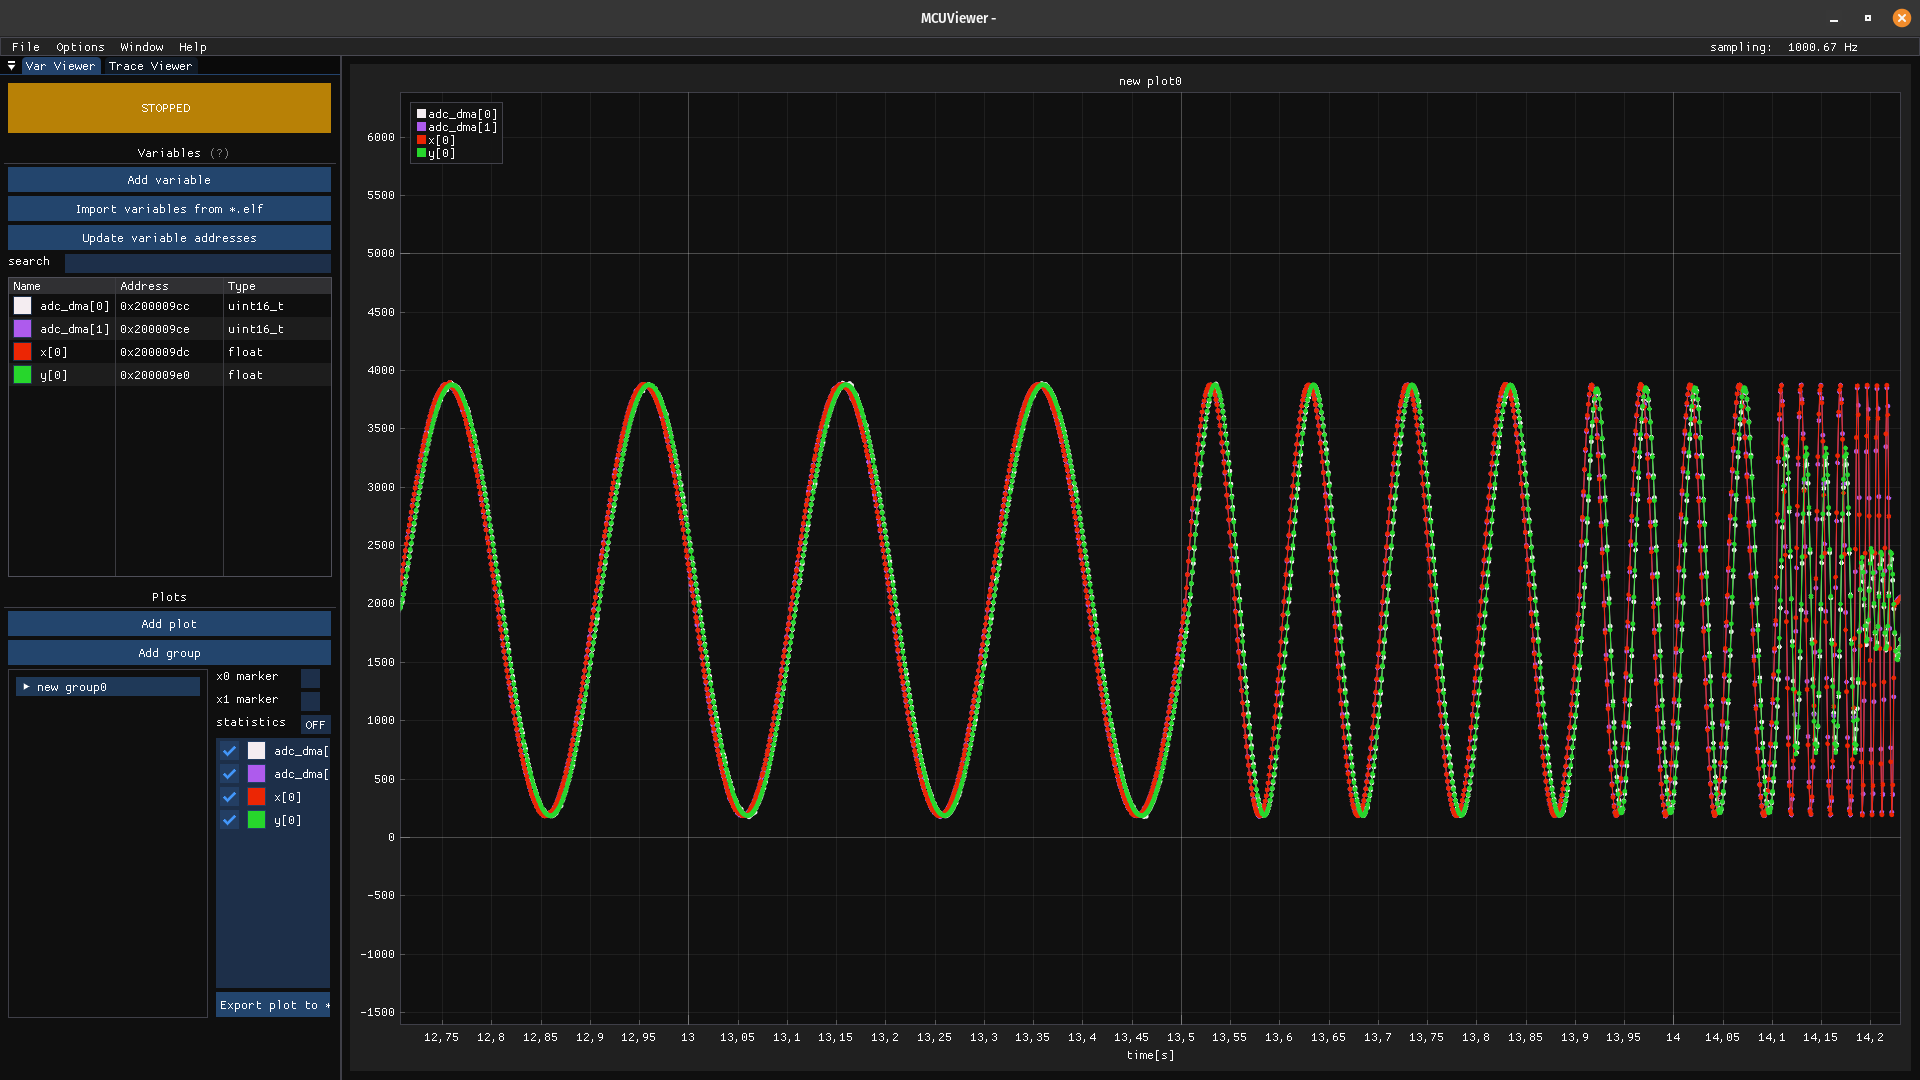 MCUViewer -
File Options Window Help
sampling: 1000.67 Hz
Var Viewer Trace Viewer
STOPPED
Variables (?)
Add variable
Import variables from *.elf
Update variable addresses
search
Name Address Type
adc_dma[0] 0x200009cc uint16_t
adc_dma[1] 0x200009ce uint16_t
x[0] 0x200009dc float
y[0] 0x200009e0 float
Plots
Add plot
Add group
new group0
x0 marker
x1 marker
statistics OFF
adc_dma[
adc_dma[
x[0]
y[0]
Export plot to *
new plot0
adc_dma[0]
adc_dma[1]
x[0]
y[0]
6000
5500
5000
4500
4000
3500
3000
2500
2000
1500
1000
500
0
-500
-1000
-1500
12,75 12,8 12,85 12,9 12,95 13 13,05 13,1 13,15 13,2 13,25 13,3 13,35 13,4 13,45 13,5 13,55 13,6 13,65 13,7 13,75 13,8 13,85 13,9 13,95 14 14,05 14,1 14,15 14,2
time[s]